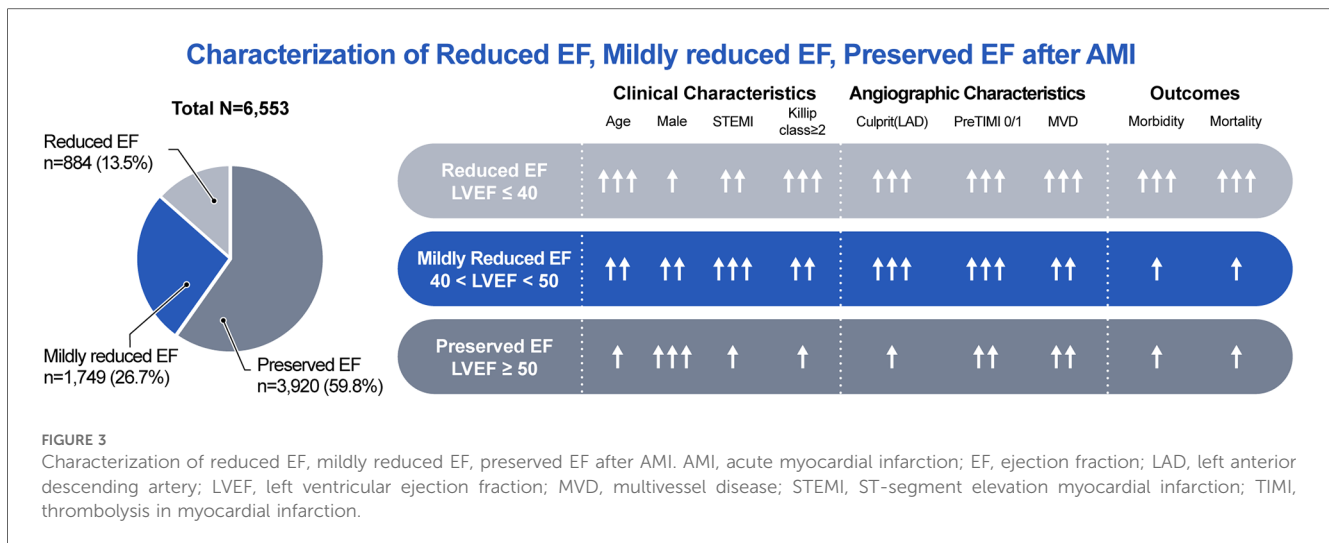 Characterization of Reduced EF, Mildly reduced EF, Preserved EF after AMI
Total N=6,553
Reduced EF
n=884 (13.5%)
Mildly reduced EF
n=1,749 (26.7%)
Preserved EF
n=3,920 (59.8%)
Clinical Characteristics
Angiographic Characteristics
Outcomes
Age
Male
STEMI
Killip
class≥2
Culprit(LAD)
PreTIMI 0/1
MVD
Morbidity
Mortality
Reduced EF
LVEF ≤ 40
↑↑↑ ↑ ↑↑ ↑↑↑ ↑↑↑ ↑↑↑ ↑↑↑ ↑↑↑ ↑↑↑
Mildly Reduced EF
40 < LVEF < 50
↑↑ ↑↑ ↑↑↑ ↑↑ ↑↑↑ ↑↑↑ ↑↑ ↑ ↑
Preserved EF
LVEF ≥ 50
↑ ↑↑↑ ↑ ↑ ↑ ↑↑ ↑↑ ↑ ↑
FIGURE 3
Characterization of reduced EF, mildly reduced EF, preserved EF after AMI. AMI, acute myocardial infarction; EF, ejection fraction; LAD, left anterior
descending artery; LVEF, left ventricular ejection fraction; MVD, multivessel disease; STEMI, ST-segment elevation myocardial infarction; TIMI,
thrombolysis in myocardial infarction.